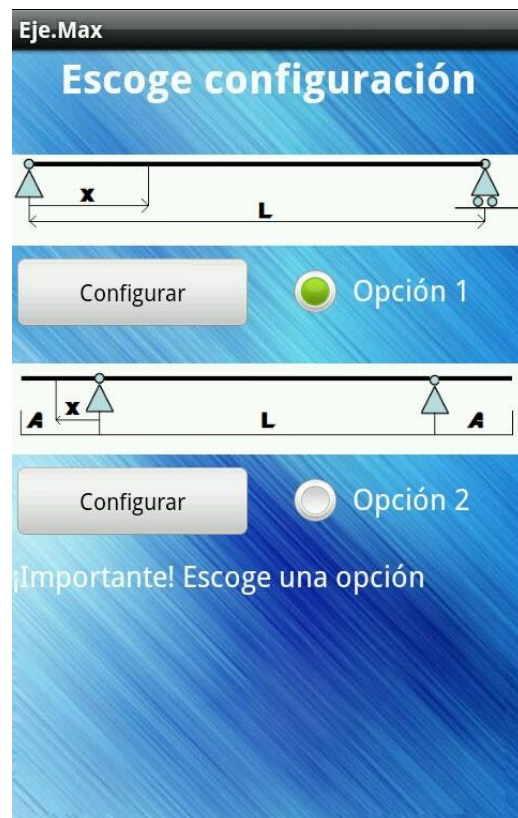 Eje.Max
Escoge configuración
x
L
Configurar
Opción 1
A x L A
Configurar
Opción 2
¡Importante! Escoge una opción